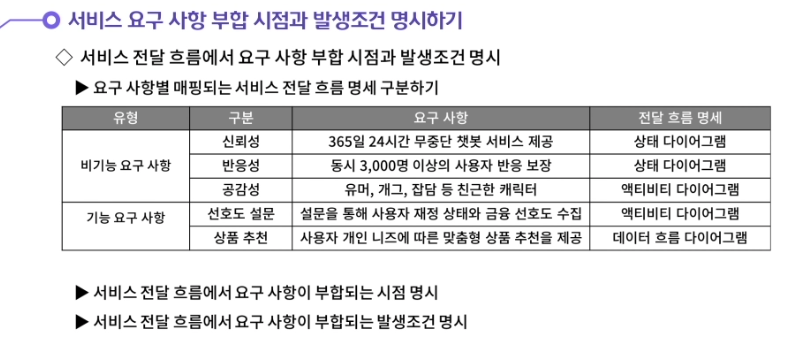 서비스 요구 사항 부합 시점과 발생조건 명시하기
◇ 서비스 전달 흐름에서 요구 사항 부합 시점과 발생조건 명시
▶ 요구 사항별 매핑되는 서비스 전달 흐름 명세 구분하기
유형 구분 요구 사항 전달 흐름 명세
비기능 요구 사항 신뢰성 365일 24시간 무중단 챗봇 서비스 제공 상태 다이어그램
반응성 동시 3,000명 이상의 사용자 반응 보장 상태 다이어그램
공감성 유머, 개그, 잡담 등 친근한 캐릭터 액티비티 다이어그램
기능 요구 사항 선호도 설문 설문을 통해 사용자 재정 상태와 금융 선호도 수집 액티비티 다이어그램
상품 추천 사용자 개인 니즈에 따른 맞춤형 상품 추천을 제공 데이터 흐름 다이어그램
▶ 서비스 전달 흐름에서 요구 사항이 부합되는 시점 명시
▶ 서비스 전달 흐름에서 요구 사항이 부합되는 발생조건 명시